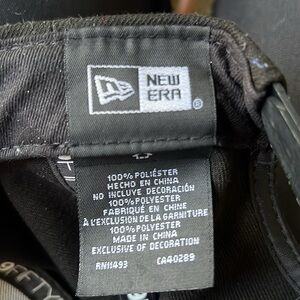 NEW
ERA
®
100% POLIÉSTER
HECHO EN CHINA
NO INCLUYE DECORACIÓN
100% POLYESTER
FABRIQUÉ EN CHINE
À L'EXCLUSION DE LA GARNITURE
100% POLYESTER
MADE IN CHINA
EXCLUSIVE OF DECORATION
RN11493 CA40289
9FIFTY